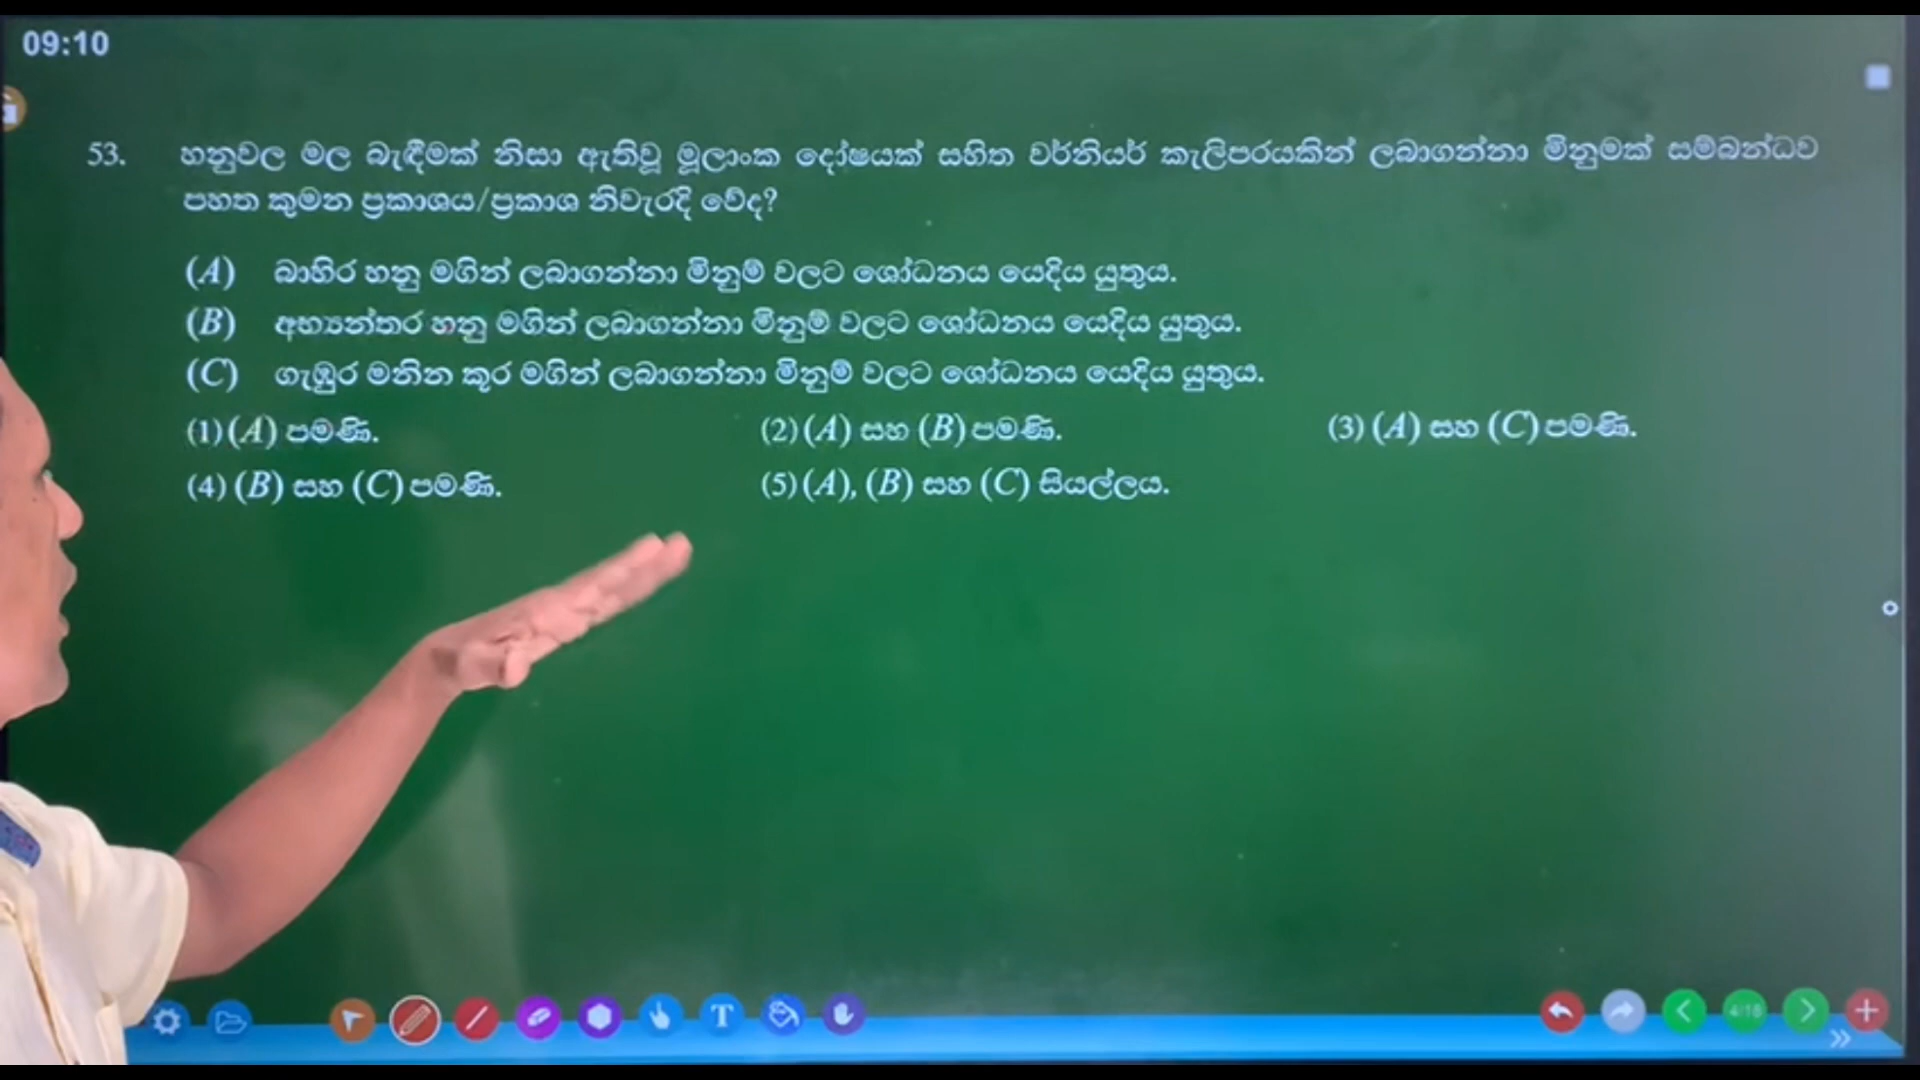 09:10
53. හනුවල මල බැඳීමක් නිසා ඇතිවූ මූලාංක දෝෂයක් සහිත වර්නියර් කැලිපරයකින් ලබාගන්නා මිනුමක් සම්බන්ධව
පහත කුමන ප්‍රකාශය/ප්‍රකාශ නිවැරදි වේද?
(A) බාහිර හනු මගින් ලබාගන්නා මිනුම් වලට ශෝධනය යෙදිය යුතුය.
(B) අභ්‍යන්තර හනු මගින් ලබාගන්නා මිනුම් වලට ශෝධනය යෙදිය යුතුය.
(C) ගැඹුර මනින කූර මගින් ලබාගන්නා මිනුම් වලට ශෝධනය යෙදිය යුතුය.
(1) (A) පමණි. (2) (A) සහ (B) පමණි. (3) (A) සහ (C) පමණි.
(4) (B) සහ (C) පමණි. (5) (A), (B) සහ (C) සියල්ලය.
T 4/18